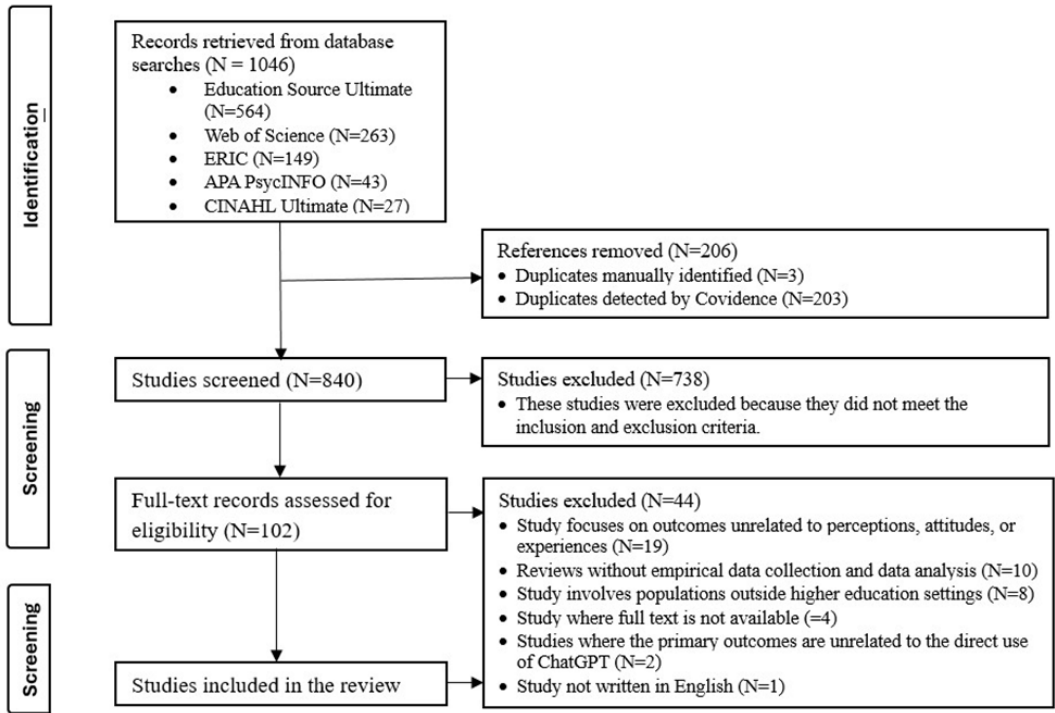 Identification
Records retrieved from database
searches (N = 1046)
• Education Source Ultimate
(N=564)
• Web of Science (N=263)
• ERIC (N=149)
• APA PsycINFO (N=43)
• CINAHL Ultimate (N=27)
References removed (N=206)
• Duplicates manually identified (N=3)
• Duplicates detected by Covidence (N=203)
Screening
Studies screened (N=840)
Studies excluded (N=738)
• These studies were excluded because they did not meet the
inclusion and exclusion criteria.
Full-text records assessed for
eligibility (N=102)
Studies excluded (N=44)
• Study focuses on outcomes unrelated to perceptions, attitudes, or
experiences (N=19)
• Reviews without empirical data collection and data analysis (N=10)
• Study involves populations outside higher education settings (N=8)
• Study where full text is not available (=4)
• Studies where the primary outcomes are unrelated to the direct use
of ChatGPT (N=2)
• Study not written in English (N=1)
Screening
Studies included in the review